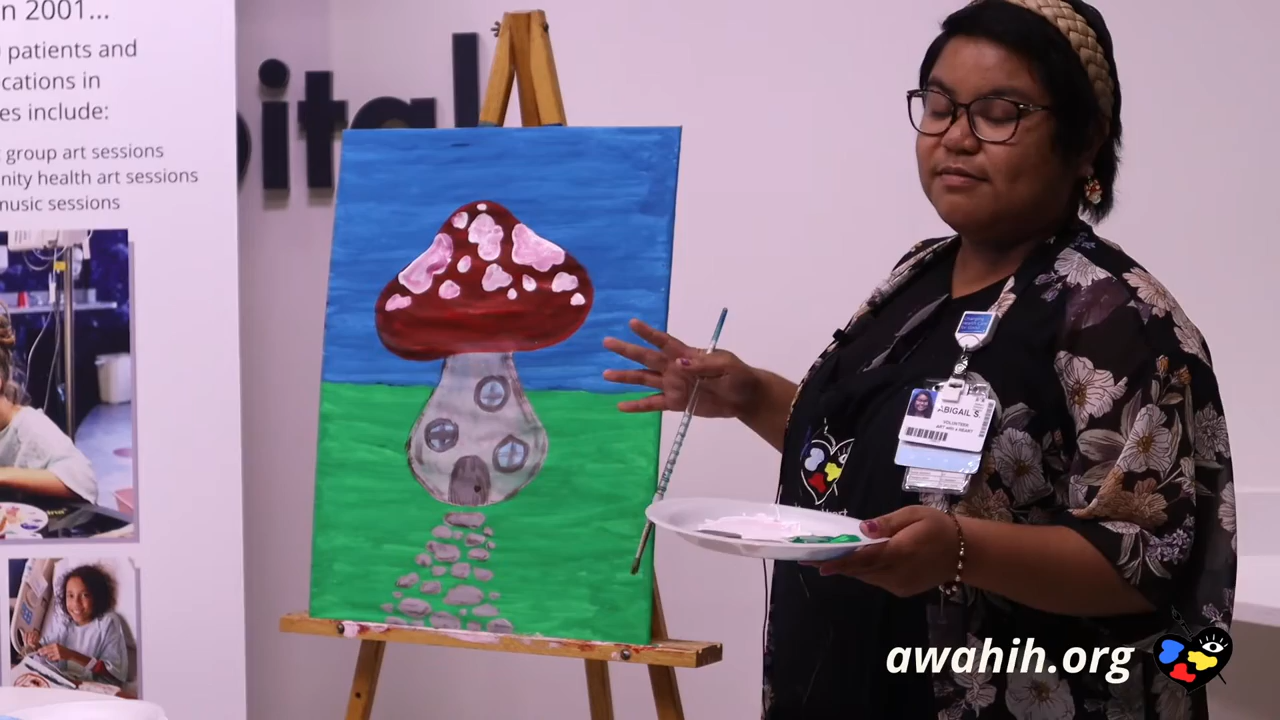 n 2001...
patients and
cations in
es include:
group art sessions
nity health art sessions
music sessions
pital
ABIGAIL S.
VOLUNTEER
ART with a HEART
awahih.org